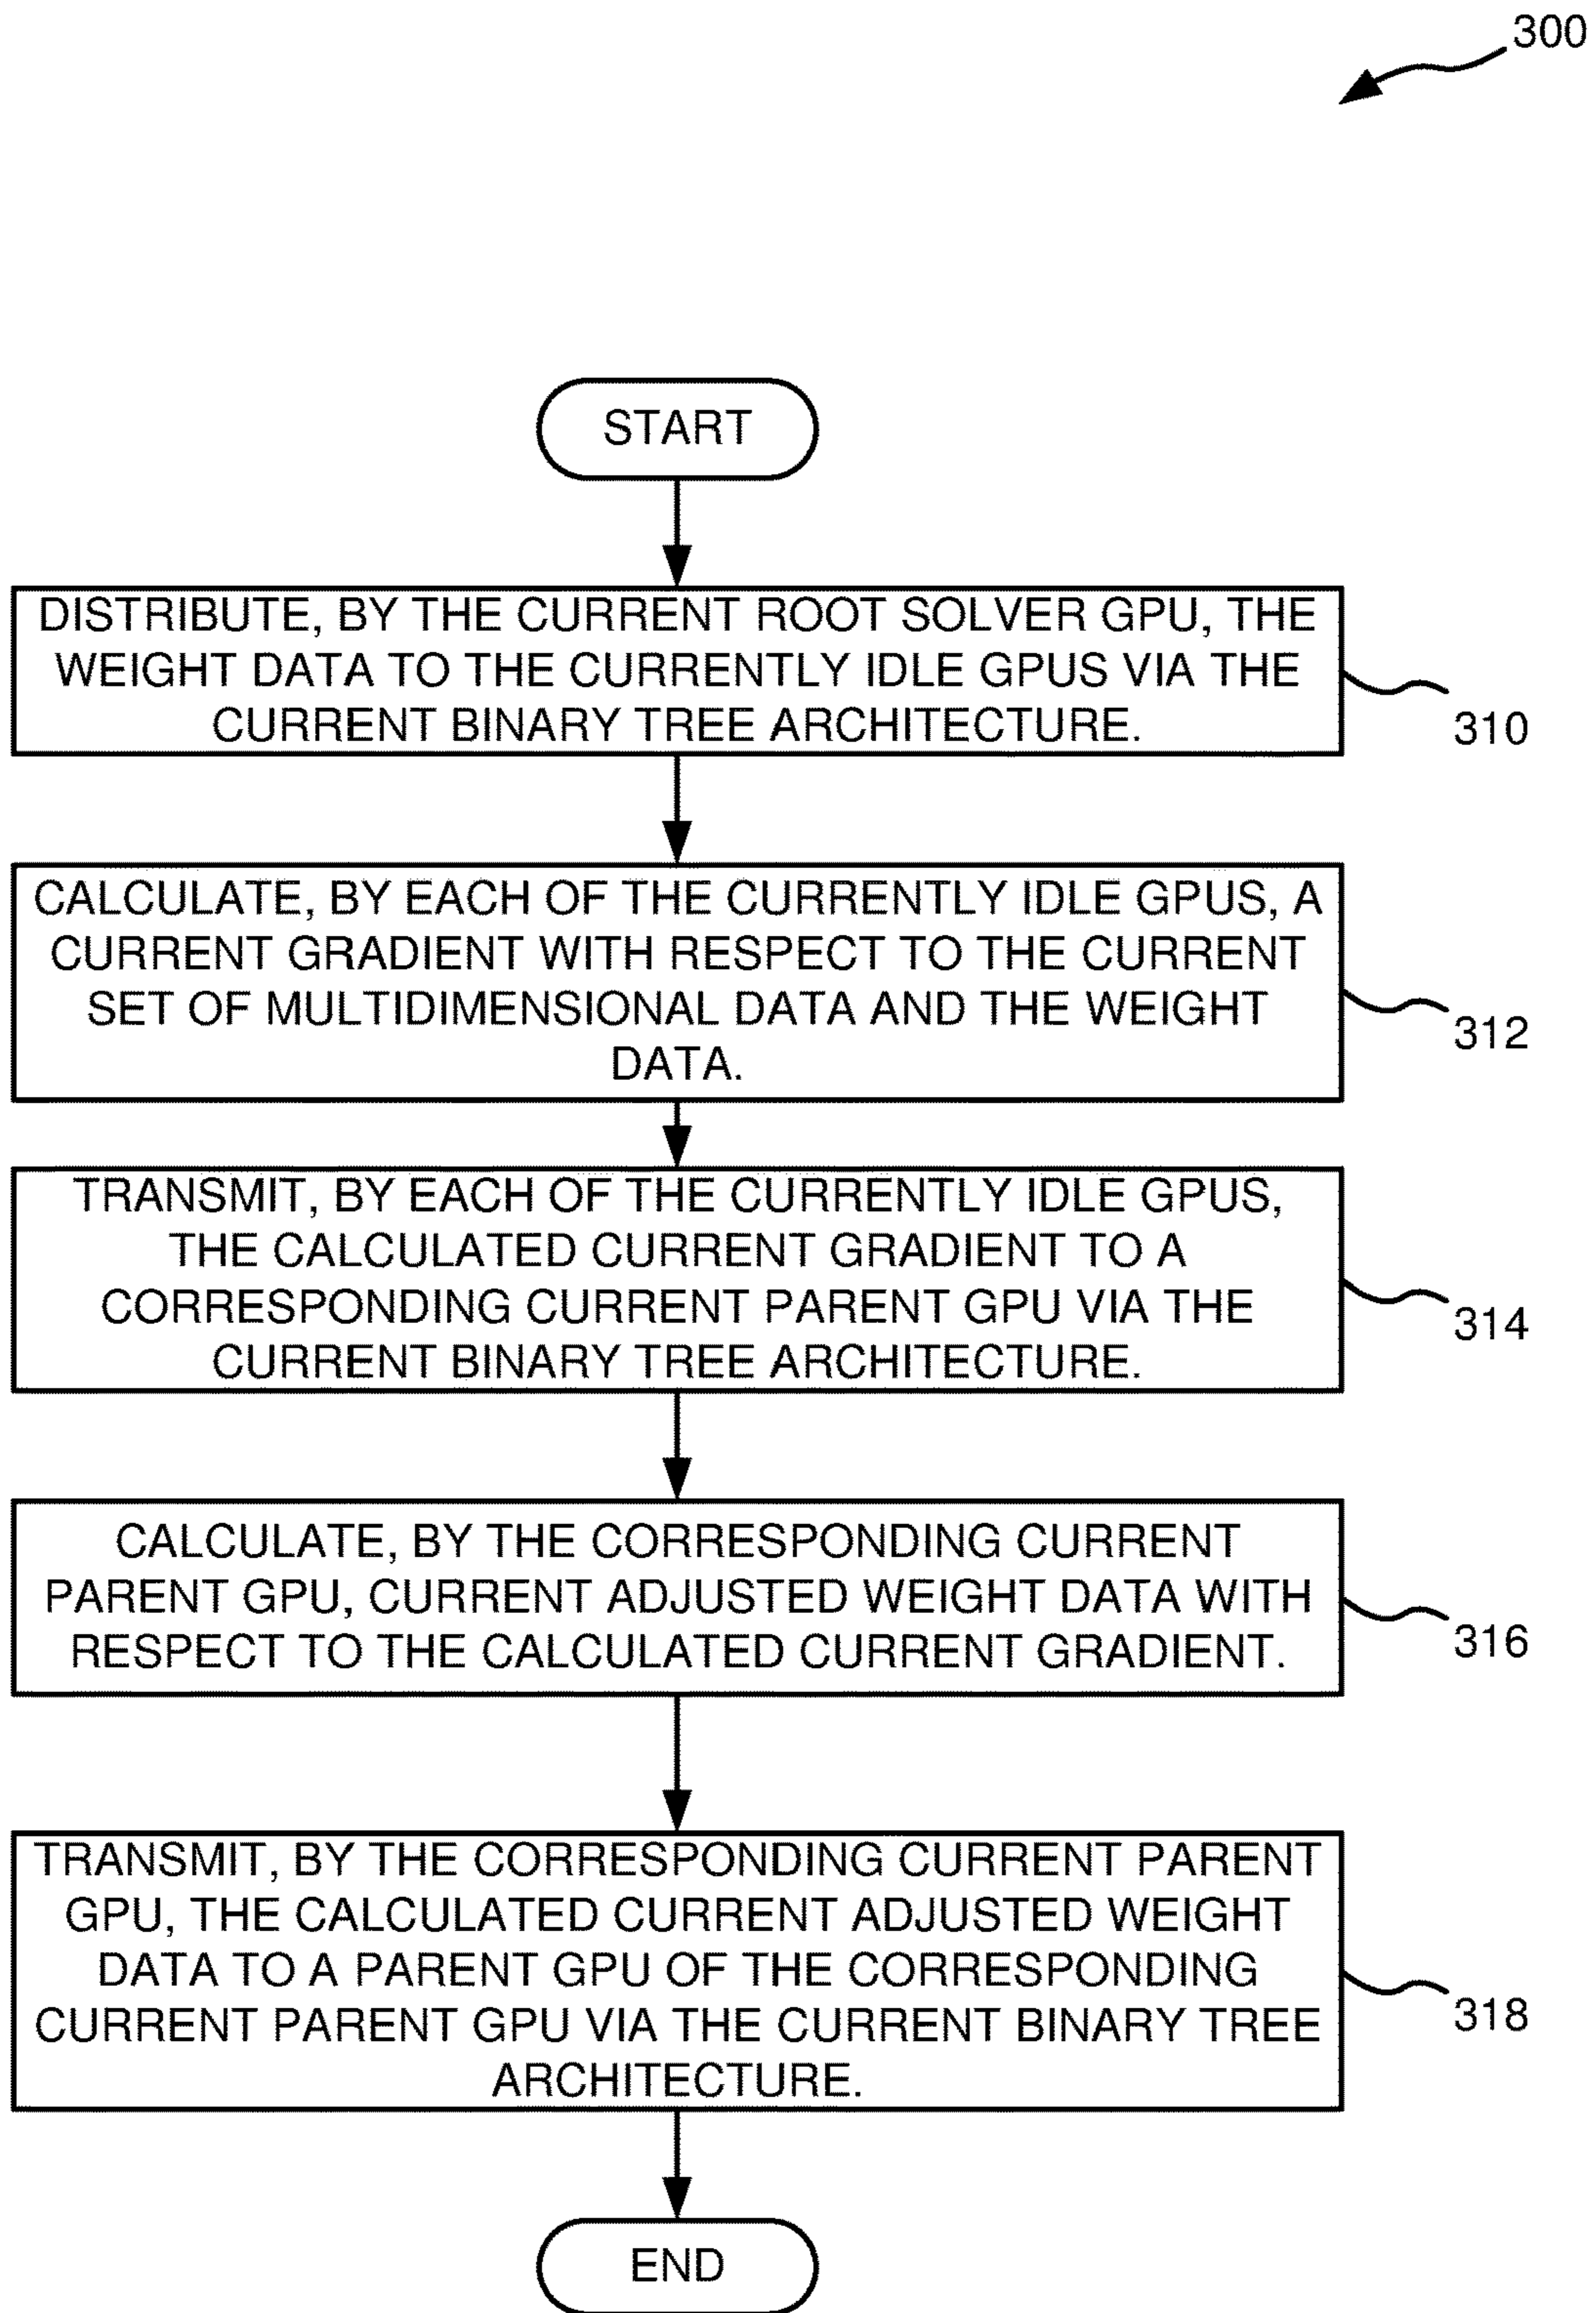 300
START
DISTRIBUTE, BY THE CURRENT ROOT SOLVER GPU, THE
WEIGHT DATA TO THE CURRENTLY IDLE GPUS VIA THE
CURRENT BINARY TREE ARCHITECTURE.
310
CALCULATE, BY EACH OF THE CURRENTLY IDLE GPUS, A
CURRENT GRADIENT WITH RESPECT TO THE CURRENT
SET OF MULTIDIMENSIONAL DATA AND THE WEIGHT
DATA.
312
TRANSMIT, BY EACH OF THE CURRENTLY IDLE GPUS,
THE CALCULATED CURRENT GRADIENT TO A
CORRESPONDING CURRENT PARENT GPU VIA THE
CURRENT BINARY TREE ARCHITECTURE.
314
CALCULATE, BY THE CORRESPONDING CURRENT
PARENT GPU, CURRENT ADJUSTED WEIGHT DATA WITH
RESPECT TO THE CALCULATED CURRENT GRADIENT.
316
TRANSMIT, BY THE CORRESPONDING CURRENT PARENT
GPU, THE CALCULATED CURRENT ADJUSTED WEIGHT
DATA TO A PARENT GPU OF THE CORRESPONDING
CURRENT PARENT GPU VIA THE CURRENT BINARY TREE
ARCHITECTURE.
318
END